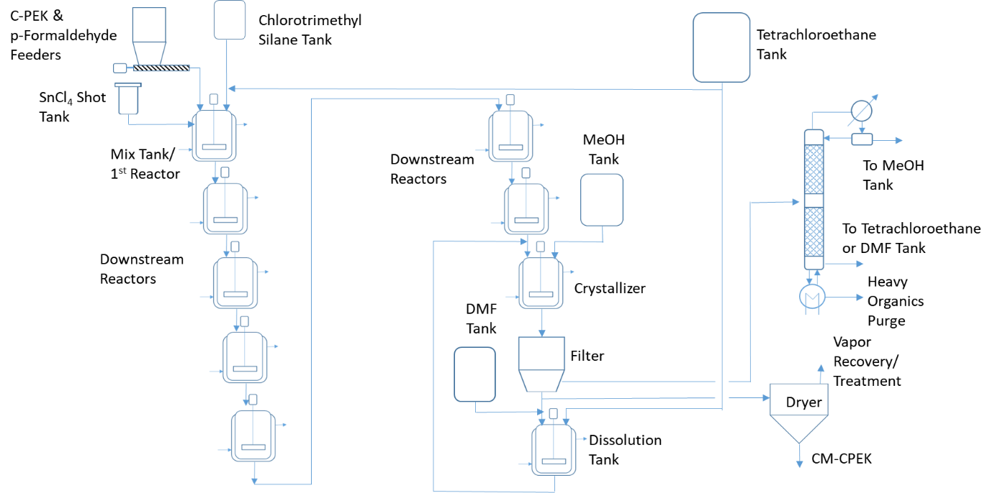 C-PEK &
p-Formaldehyde
Feeders
Chlorotrimethyl
Silane Tank
Tetrachloroethane
Tank
SnCl4 Shot
Tank
Mix Tank/
1st Reactor
Downstream
Reactors
MeOH
Tank
To MeOH
Tank
To Tetrachloroethane
or DMF Tank
Downstream
Reactors
Crystallizer
Heavy
Organics
Purge
DMF
Tank
Filter
Vapor
Recovery/
Treatment
Dryer
Dissolution
Tank
CM-CPEK